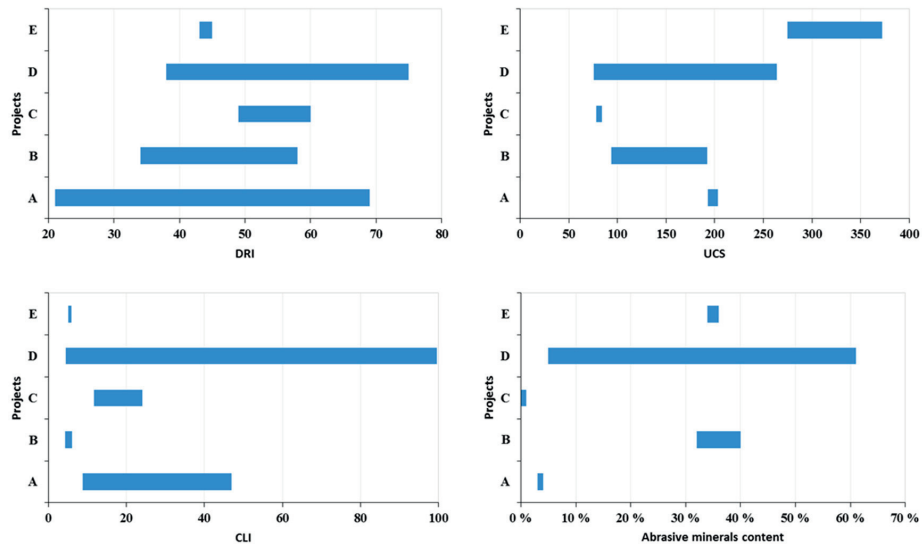 E
D
C
B
A
Projects
20 30 40 50 60 70 80
DRI
E
D
C
B
A
Projects
0 50 100 150 200 250 300 350 400
UCS
E
D
C
B
A
Projects
0 20 40 60 80 100
CLI
E
D
C
B
A
Projects
0 % 10 % 20 % 30 % 40 % 50 % 60 % 70 %
Abrasive minerals content